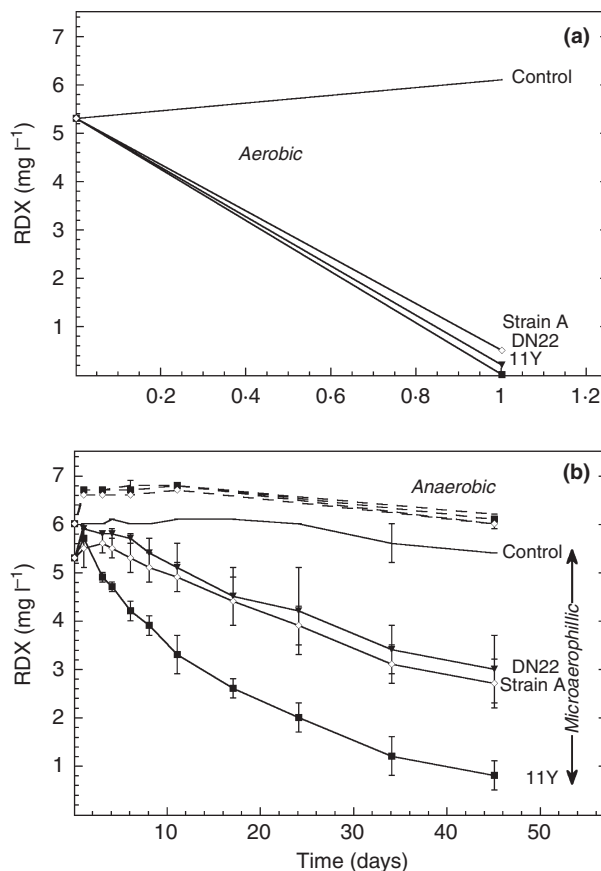 (a)
7
6
5
4
3
2
1
RDX (mg l⁻¹)
Control
Aerobic
Strain A
DN22
11Y
0·2
0·4
0·6
0·8
1
1·2
(b)
7
6
5
4
3
2
1
RDX (mg l⁻¹)
Anaerobic
Control
DN22
Strain A
11Y
Microaerophillic
10
20
30
40
50
Time (days)